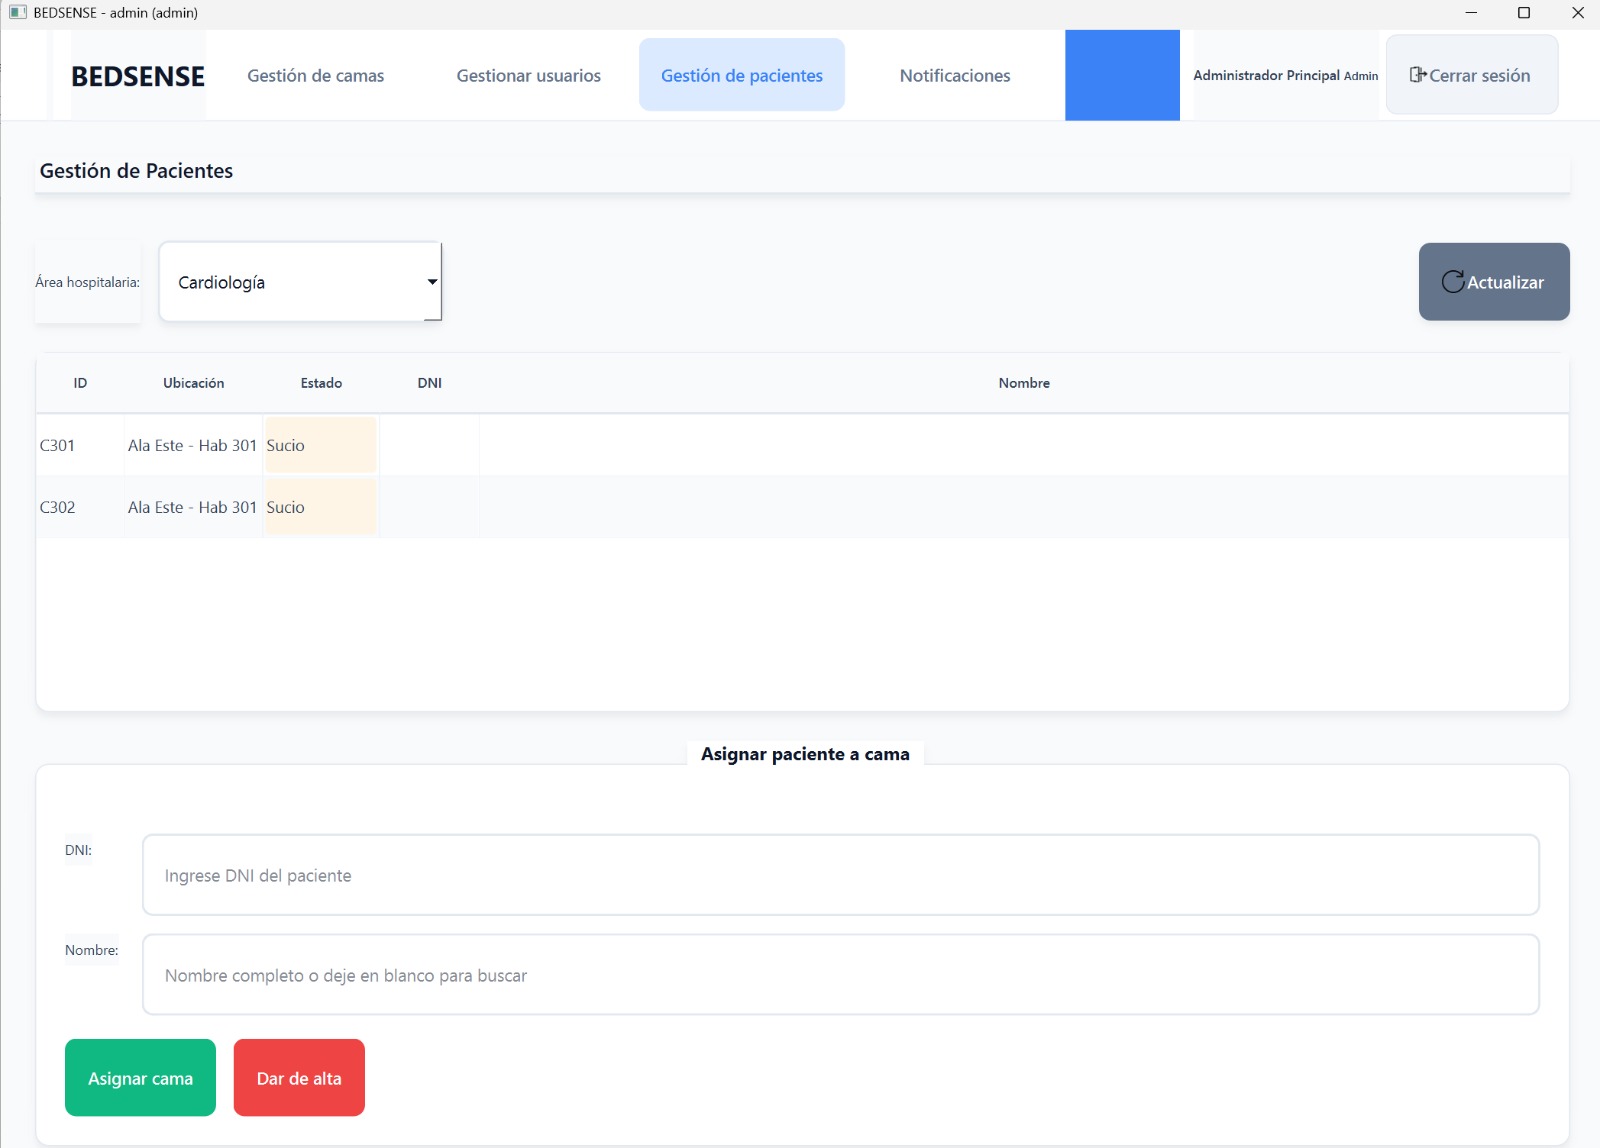 BEDSENSE - admin (admin)
BEDSENSE
Gestión de camas
Gestionar usuarios
Gestión de pacientes
Notificaciones
Administrador Principal Admin
Cerrar sesión
Gestión de Pacientes
Área hospitalaria:
Cardiología
Actualizar
ID Ubicación Estado DNI Nombre
C301 Ala Este - Hab 301 Sucio
C302 Ala Este - Hab 301 Sucio
Asignar paciente a cama
DNI:
Ingrese DNI del paciente
Nombre:
Nombre completo o deje en blanco para buscar
Asignar cama
Dar de alta